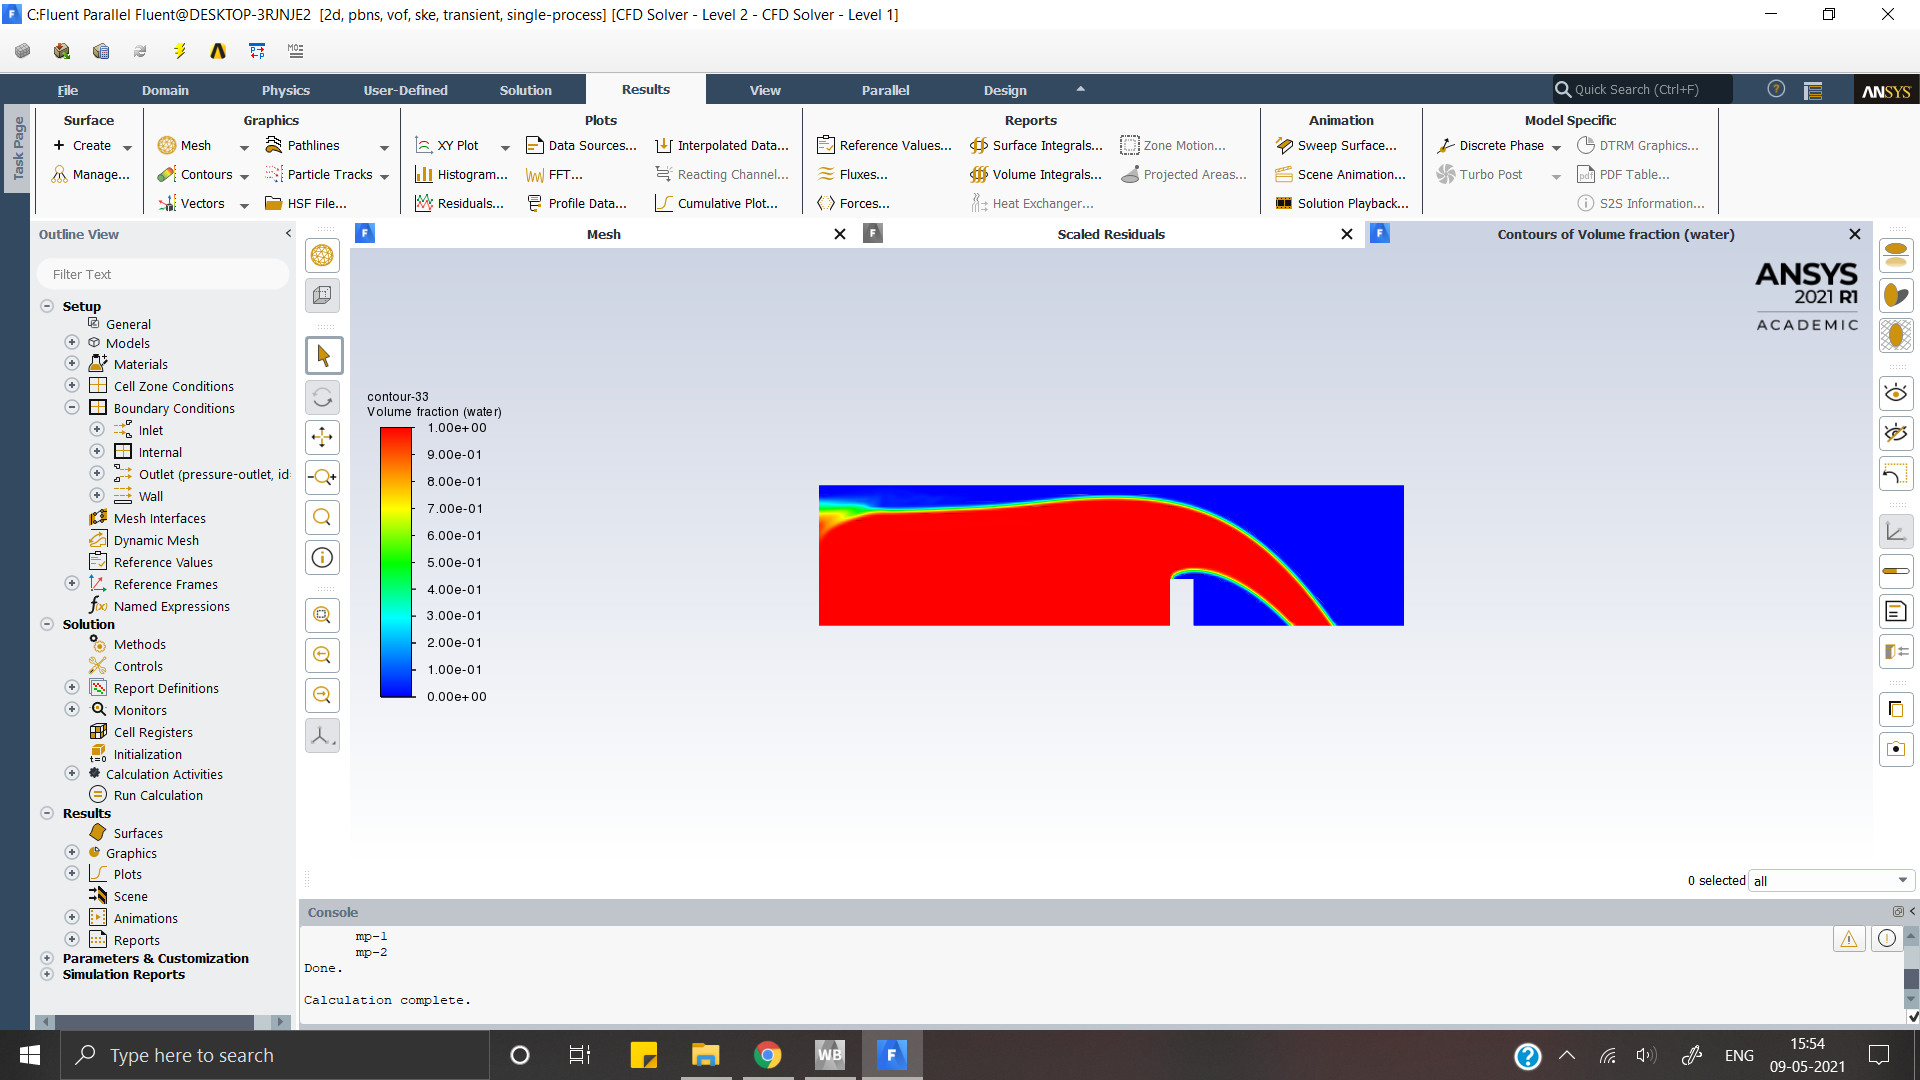 C:Fluent Parallel Fluent@DESKTOP-3RJNJE2 [2d, pbns, vof, ske, transient, single-process] [CFD Solver - Level 2 - CFD Solver - Level 1]
File Domain Physics User-Defined Solution Results View Parallel Design Quick Search (Ctrl+F) ANSYS
Task Page
Surface Graphics Plots Reports Animation Model Specific
Create Mesh Pathlines XY Plot Data Sources... Interpolated Data... Reference Values... Surface Integrals... Zone Motion... Sweep Surface... Discrete Phase DTRM Graphics...
Manage... Contours Particle Tracks Histogram... FFT... Reacting Channel... Fluxes... Volume Integrals... Projected Areas... Scene Animation... Turbo Post PDF Table...
Vectors HSF File... Residuals... Profile Data... Cumulative Plot... Forces... Heat Exchanger... Solution Playback... S2S Information...
Outline View
Filter Text
Setup
General
Models
Materials
Cell Zone Conditions
Boundary Conditions
Inlet
Internal
Outlet (pressure-outlet, id
Wall
Mesh Interfaces
Dynamic Mesh
Reference Values
Reference Frames
Named Expressions
Solution
Methods
Controls
Report Definitions
Monitors
Cell Registers
Initialization
Calculation Activities
Run Calculation
Results
Surfaces
Graphics
Plots
Scene
Animations
Reports
Parameters & Customization
Simulation Reports
Mesh Scaled Residuals Contours of Volume fraction (water)
ANSYS
2021 R1
ACADEMIC
contour-33
Volume fraction (water)
1.00e+00
9.00e-01
8.00e-01
7.00e-01
6.00e-01
5.00e-01
4.00e-01
3.00e-01
2.00e-01
1.00e-01
0.00e+00
0 selected all
Console
mp-1
mp-2
Done.
Calculation complete.
Type here to search
WB
ENG
15:54
09-05-2021